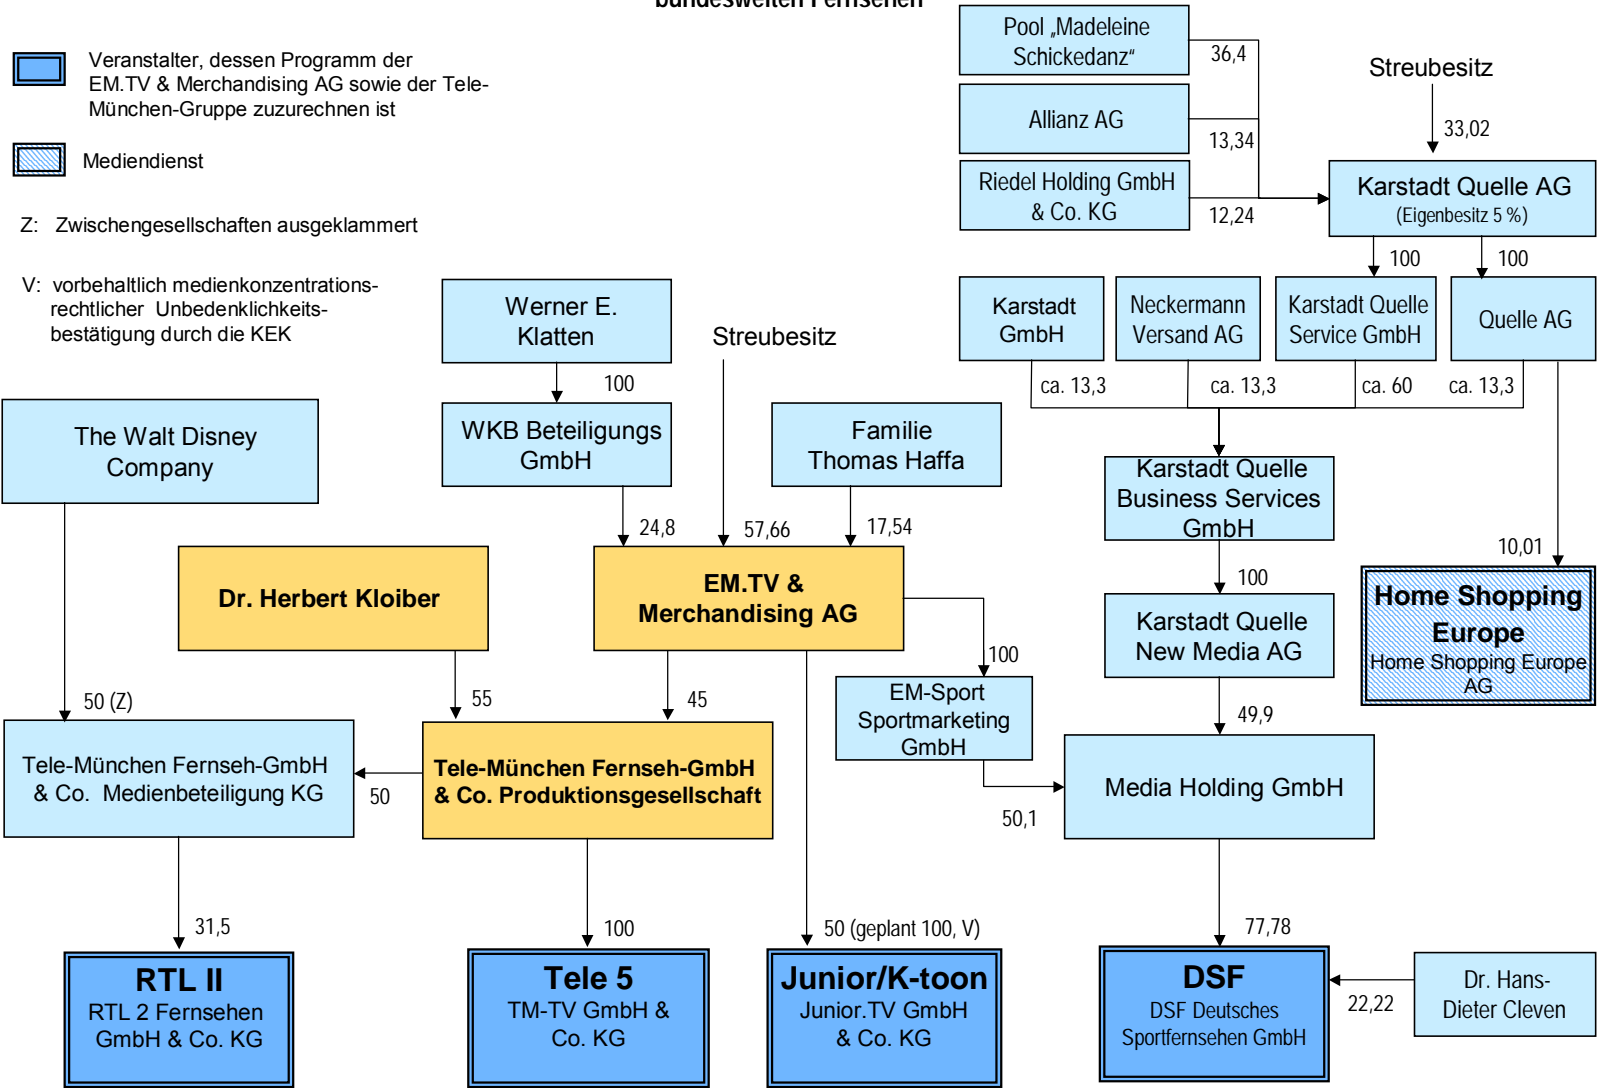 bundesweiten Fernsehen
Veranstalter, dessen Programm der
EM.TV & Merchandising AG sowie der Tele-
München-Gruppe zuzurechnen ist
Mediendienst
Z: Zwischengesellschaften ausgeklammert
V: vorbehaltlich medienkonzentrations-
rechtlicher Unbedenklichkeits-
bestätigung durch die KEK
Pool „Madeleine
Schickedanz“
36,4
Allianz AG
13,34
Riedel Holding GmbH
& Co. KG
12,24
Streubesitz
33,02
Karstadt Quelle AG
(Eigenbesitz 5 %)
100
100
Karstadt
GmbH
Neckermann
Versand AG
Karstadt Quelle
Service GmbH
Quelle AG
ca. 13,3
ca. 13,3
ca. 60
ca. 13,3
Werner E.
Klatten
100
Streubesitz
WKB Beteiligungs
GmbH
Familie
Thomas Haffa
The Walt Disney
Company
24,8
57,66
17,54
Karstadt Quelle
Business Services
GmbH
10,01
Dr. Herbert Kloiber
EM.TV &
Merchandising AG
100
Karstadt Quelle
New Media AG
Home Shopping
Europe
Home Shopping Europe
AG
100
EM-Sport
Sportmarketing
GmbH
50 (Z)
55
45
49,9
Tele-München Fernseh-GmbH
& Co. Medienbeteiligung KG
50
Tele-München Fernseh-GmbH
& Co. Produktionsgesellschaft
50,1
Media Holding GmbH
31,5
100
50 (geplant 100, V)
77,78
RTL II
RTL 2 Fernsehen
GmbH & Co. KG
Tele 5
TM-TV GmbH &
Co. KG
Junior/K-toon
Junior.TV GmbH
& Co. KG
DSF
DSF Deutsches
Sportfernsehen GmbH
22,22
Dr. Hans-
Dieter Cleven